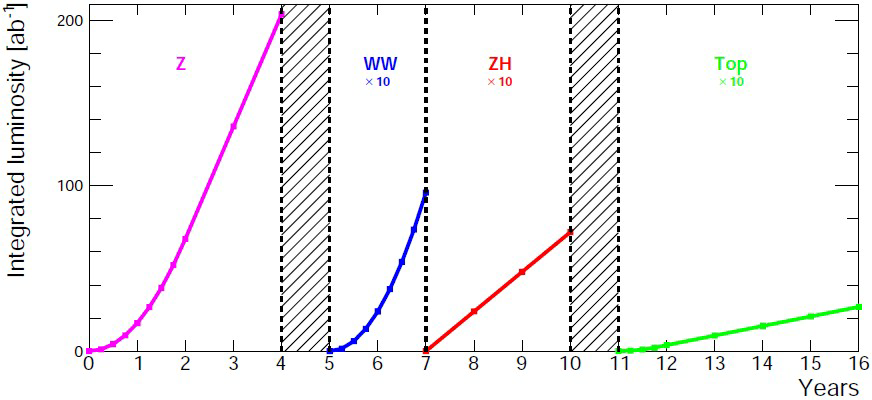 Integrated luminosity [ab⁻¹]
200
100
0
Z
WW
× 10
ZH
× 10
Top
× 10
0 1 2 3 4 5 6 7 8 9 10 11 12 13 14 15 16
Years